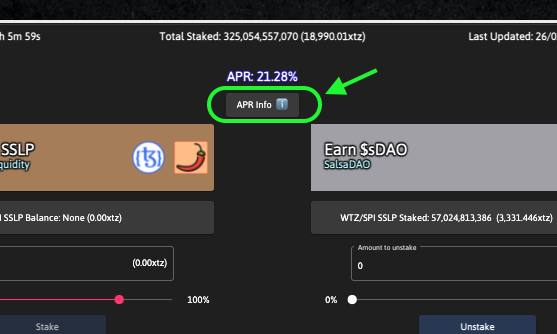 h 5m 59s
Total Staked: 325,054,557,070 (18,990.01xtz)
Last Updated: 26/0
APR: 21.28%
APR Info ℹ️
SSLP
quidity
Earn $sDAO
SalsaDAO
I SSLP Balance: None (0.00xtz)
WTZ/SPI SSLP Staked: 57,024,813,386 (3,331.446xtz)
(0.00xtz)
Amount to unstake
0
100%
0%
Stake
Unstake